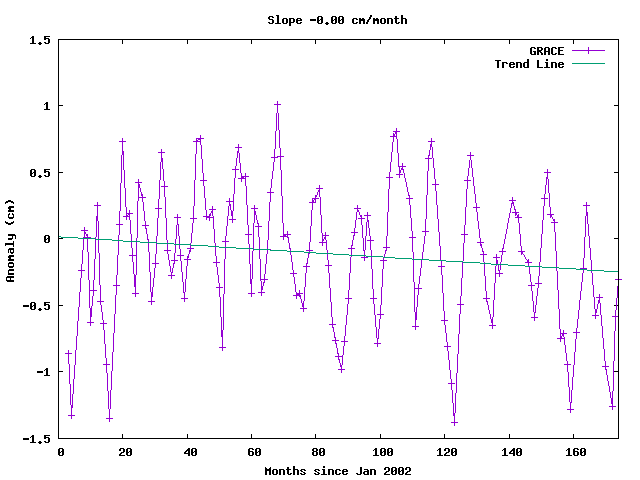 Slope -0.00 cm/month
GRACE
Trend Line
1.5
1
0.5
0
-0.5
-1
-1.5
Anomaly (cm)
0 20 40 60 80 100 120 140 160
Months since Jan 2002